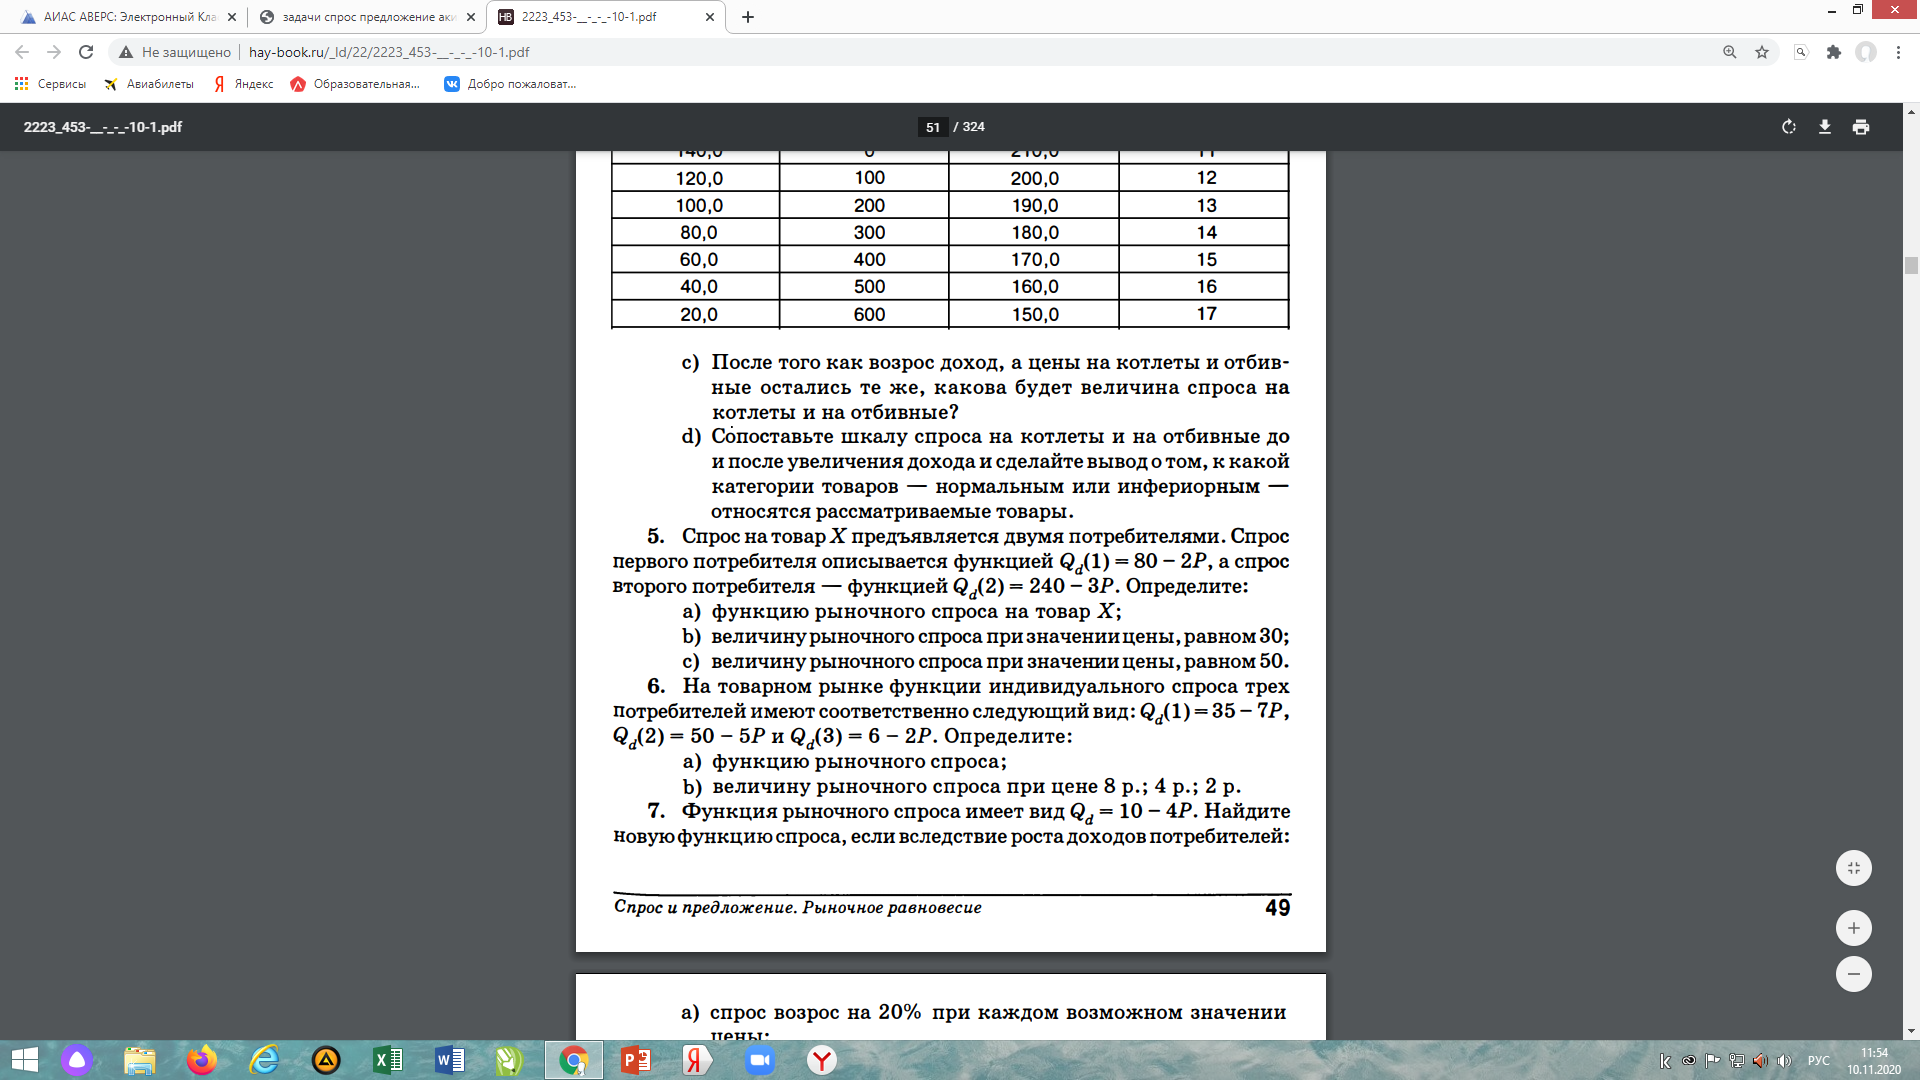 АИАС АВЕРС: Электронный Кла
задачи спрос предложение аки
HB 2223_453-__-_-_-10-1.pdf
Не защищено | hay-book.ru/_ld/22/2223_453-__-_-_-10-1.pdf
Сервисы Авиабилеты Яндекс Образовательная... Добро пожаловат...
2223_453-__-_-_-10-1.pdf 51 / 324
140,0 0 210,0 11
120,0 100 200,0 12
100,0 200 190,0 13
80,0 300 180,0 14
60,0 400 170,0 15
40,0 500 160,0 16
20,0 600 150,0 17
c) После того как возрос доход, а цены на котлеты и отбив-
ные остались те же, какова будет величина спроса на
котлеты и на отбивные?
d) Сопоставьте шкалу спроса на котлеты и на отбивные до
и после увеличения дохода и сделайте вывод о том, к какой
категории товаров — нормальным или инфериорным —
относятся рассматриваемые товары.
5. Спрос на товар X предъявляется двумя потребителями. Спрос
первого потребителя описывается функцией Qd(1) = 80 – 2P, а спрос
второго потребителя — функцией Qd(2) = 240 – 3P. Определите:
a) функцию рыночного спроса на товар X;
b) величину рыночного спроса при значении цены, равном 30;
c) величину рыночного спроса при значении цены, равном 50.
6. На товарном рынке функции индивидуального спроса трех
потребителей имеют соответственно следующий вид: Qd(1) = 35 – 7P,
Qd(2) = 50 – 5P и Qd(3) = 6 – 2P. Определите:
a) функцию рыночного спроса;
b) величину рыночного спроса при цене 8 р.; 4 р.; 2 р.
7. Функция рыночного спроса имеет вид Qd = 10 – 4P. Найдите
новую функцию спроса, если вследствие роста доходов потребителей:
Спрос и предложение. Рыночное равновесие 49
a) спрос возрос на 20% при каждом возможном значении
цены;
РУС 11:54
10.11.2020